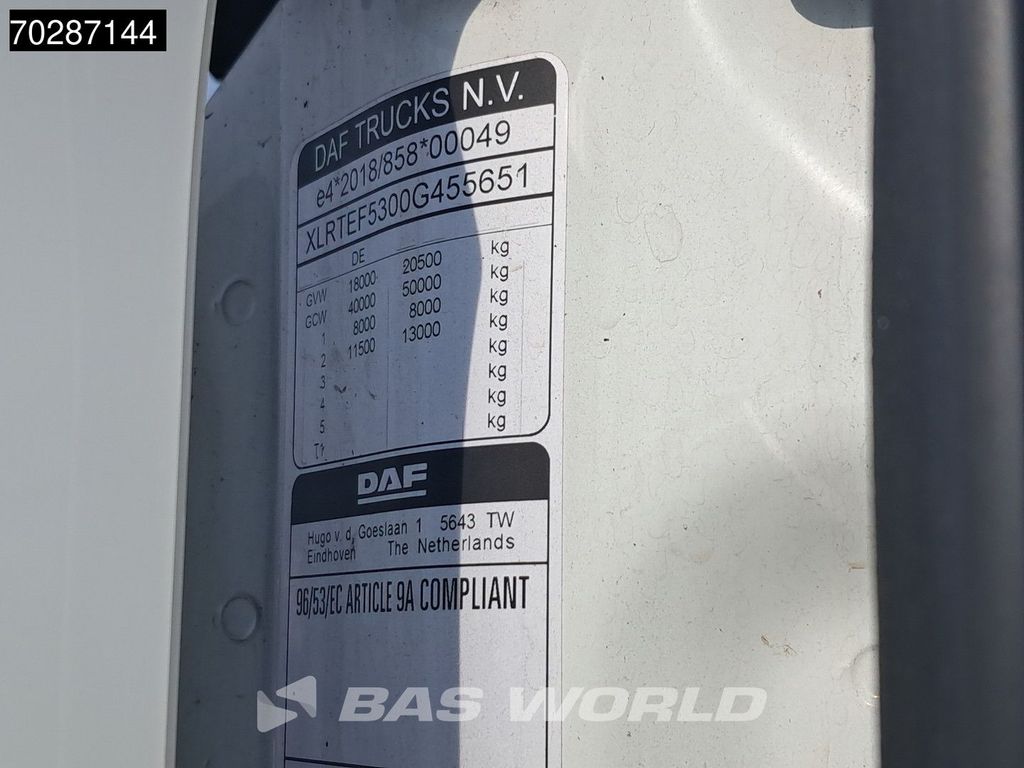 70287144
DAF TRUCKS N.V.
e4*2018/858*00049
XLRTEF5300G455651
DE
GVW 18000 20500 kg
GCW 40000 50000 kg
1 8000 8000 kg
2 11500 13000 kg
3 kg
4 kg
5 kg
T1 kg
DAF
Hugo v. d. Goeslaan 1 5643 TW
Eindhoven The Netherlands
96/53/EC ARTICLE 9A COMPLIANT
BAS WORLD